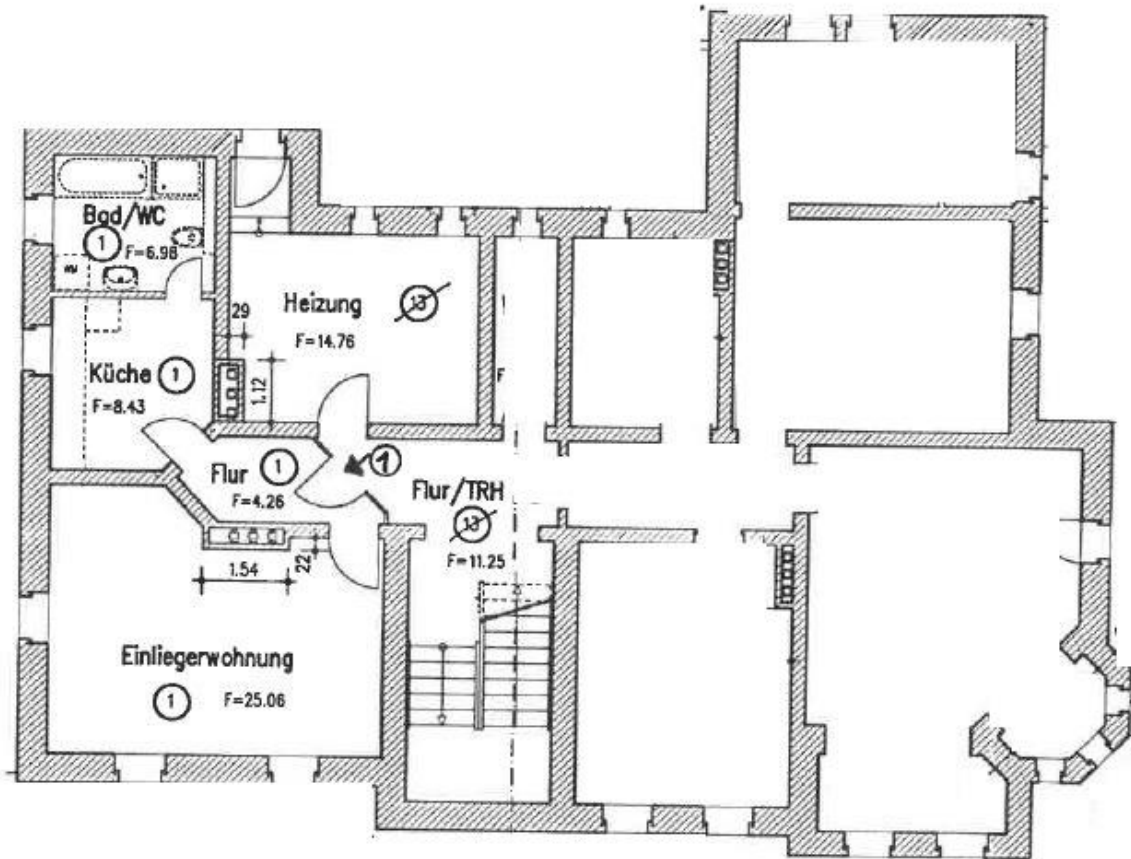 Bad/WC
1
F=6.98
Heizung
13
F=14.76
29
1.12
Küche 1
F=8.43
Flur 1
F=4.26
1
Flur/TRH
13
F=11.25
F
1.54
22
Einliegerwohnung
1
F=25.06